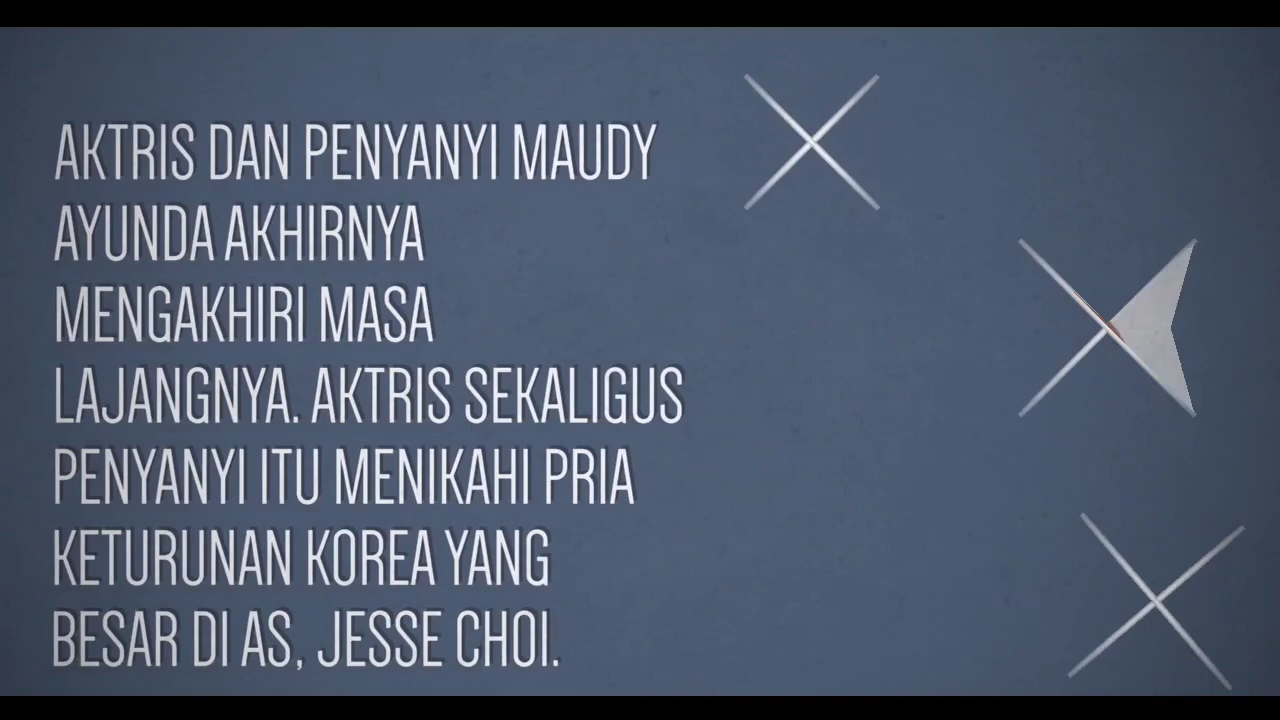 AKTRIS DAN PENYANYI MAUDY
AYUNDA AKHIRNYA
MENGAKHIRI MASA
LAJANGNYA. AKTRIS SEKALIGUS
PENYANYI ITU MENIKAHI PRIA
KETURUNAN KOREA YANG
BESAR DI AS, JESSE CHOI.